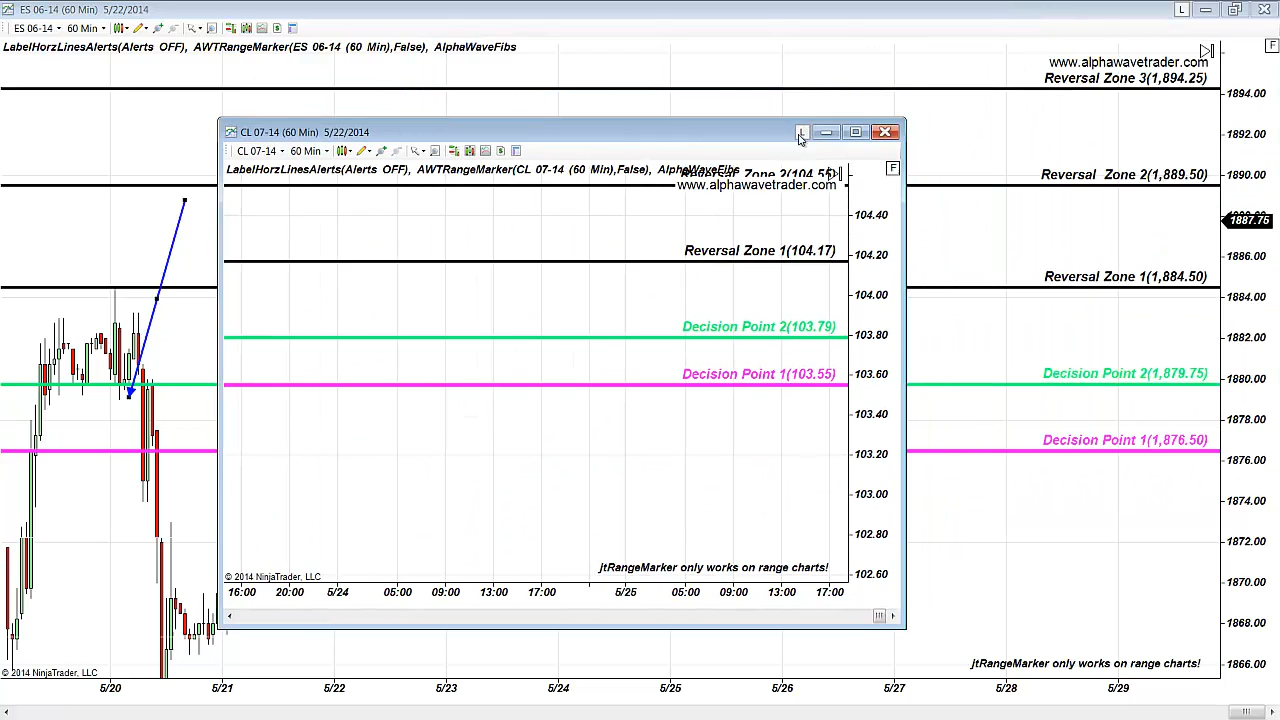 ES 06-14 (60 Min) 5/22/2014
L
ES 06-14 60 Min
LabelHorzLinesAlerts(Alerts OFF), AWTRangeMarker(ES 06-14 (60 Min),False), AlphaWaveFibs
F
www.alphawavetrader.com
Reversal Zone 3(1,894.25)
1894.00
1892.00
Reversal Zone 2(1,889.50)
1890.00
1887.75
1886.00
Reversal Zone 1(1,884.50)
1884.00
1882.00
Decision Point 2(1,879.75)
1880.00
1878.00
Decision Point 1(1,876.50)
1876.00
1874.00
1872.00
1870.00
1868.00
1866.00
jtRangeMarker only works on range charts!
© 2014 NinjaTrader, LLC
5/20 5/21 5/22 5/23 5/24 5/25 5/26 5/27 5/28 5/29
CL 07-14 (60 Min) 5/22/2014
L
CL 07-14 60 Min
LabelHorzLinesAlerts(Alerts OFF), AWTRangeMarker(CL 07-14 (60 Min),False), AlphaWaveFibs
F
Reversal Zone 2(104.55)
www.alphawavetrader.com
104.40
Reversal Zone 1(104.17)
104.20
104.00
Decision Point 2(103.79)
103.80
Decision Point 1(103.55)
103.60
103.40
103.20
103.00
102.80
102.60
jtRangeMarker only works on range charts!
© 2014 NinjaTrader, LLC
16:00 20:00 5/24 05:00 09:00 13:00 17:00 5/25 05:00 09:00 13:00 17:00